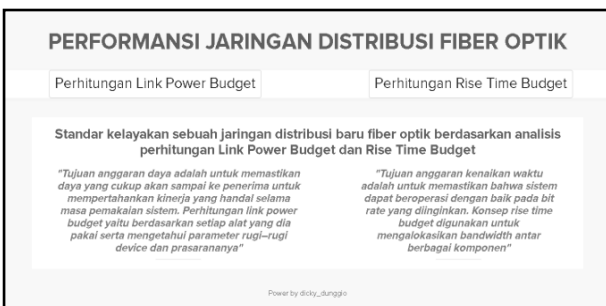 PERFORMANSI JARINGAN DISTRIBUSI FIBER OPTIK
Perhitungan Link Power Budget
Perhitungan Rise Time Budget
Standar kelayakan sebuah jaringan distribusi baru fiber optik berdasarkan analisis
perhitungan Link Power Budget dan Rise Time Budget
"Tujuan anggaran daya adalah untuk memastikan
daya yang cukup akan sampai ke penerima untuk
mempertahankan kinerja yang handal selama
masa pemakaian sistem. Perhitungan link power
budget yaitu berdasarkan setiap alat yang dia
pakai serta mengetahui parameter rugi-rugi
device dan prasarananya"
"Tujuan anggaran kenaikan waktu
adalah untuk memastikan bahwa sistem
dapat beroperasi dengan baik pada bit
rate yang diinginkan. Konsep rise time
budget digunakan untuk
mengalokasikan bandwidth antar
berbagai komponen"
Power by dicky_dunggio